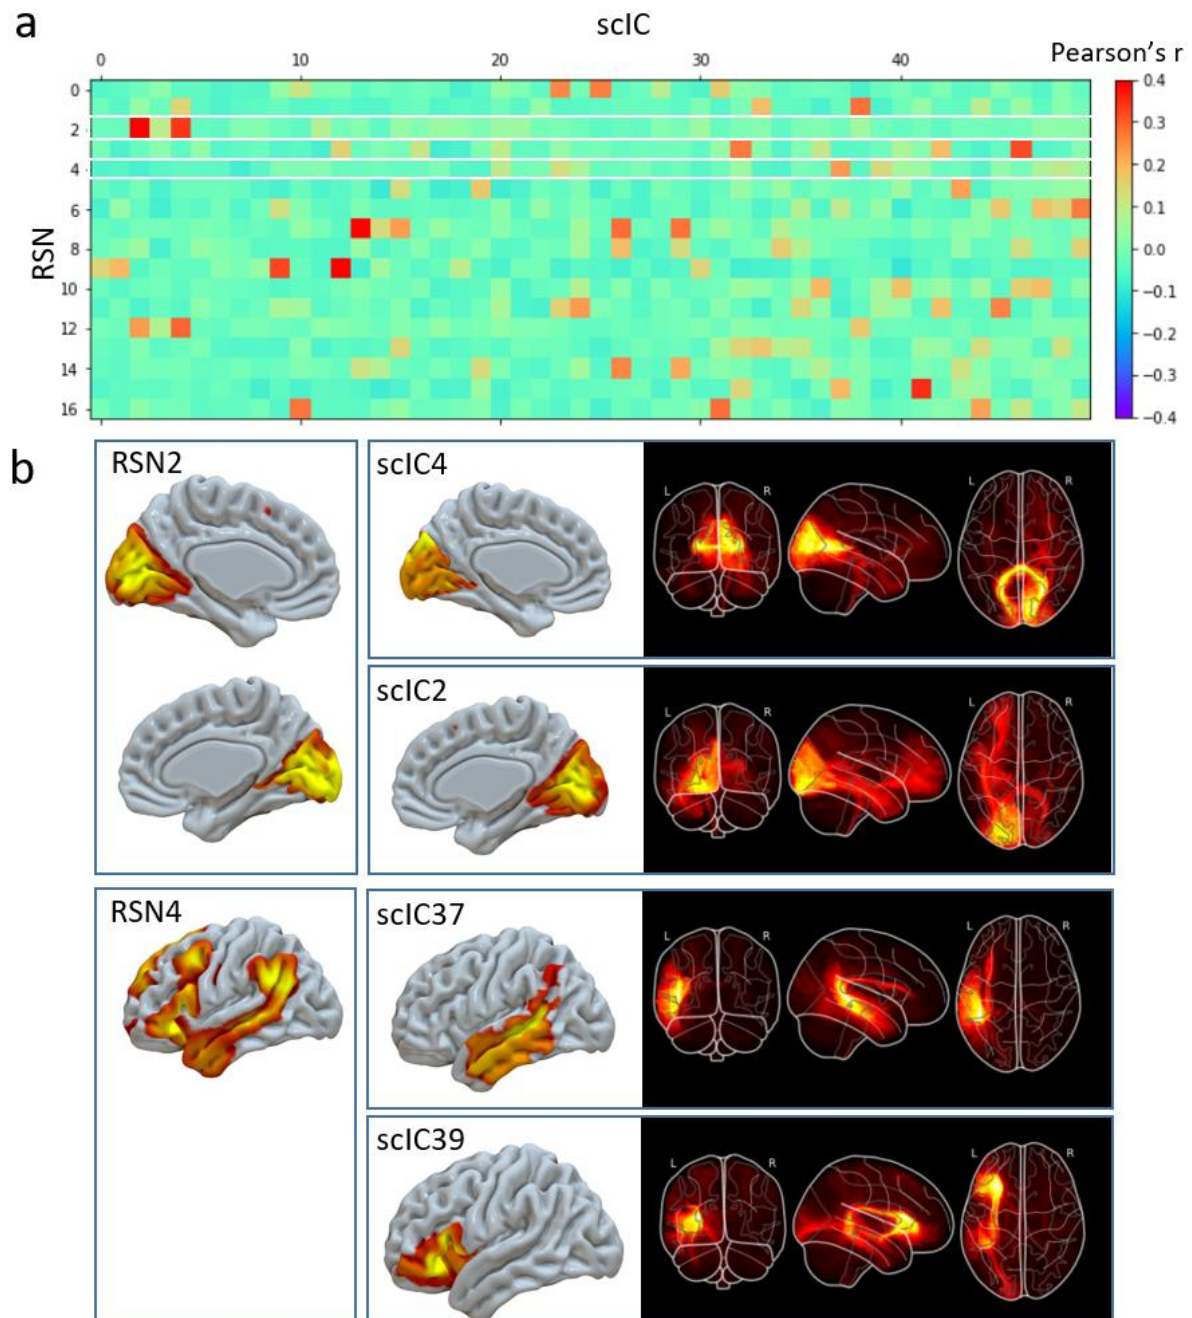 a
scIC
Pearson's r
0 10 20 30 40
0
2
4
6
8
10
12
14
16
RSN
0.4
0.3
0.2
0.1
0.0
−0.1
−0.2
−0.3
−0.4
b
RSN2
scIC4
L R L R
scIC2
L R L R
RSN4
scIC37
L R L R
scIC39
L R L R